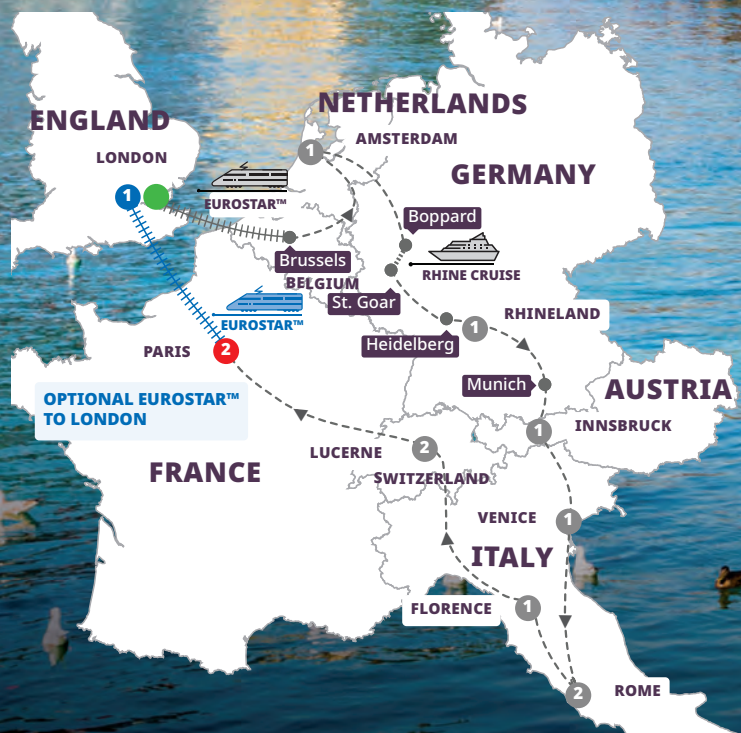 ENGLAND
LONDON
1
EUROSTAR™
NETHERLANDS
AMSTERDAM
1
GERMANY
Brussels
BELGIUM
Boppard
RHINE CRUISE
St. Goar
RHINELAND
1
Heidelberg
EUROSTAR™
PARIS
2
OPTIONAL EUROSTAR™
TO LONDON
Munich
AUSTRIA
1
INNSBRUCK
FRANCE
LUCERNE
2
SWITZERLAND
VENICE
1
ITALY
FLORENCE
1
2
ROME